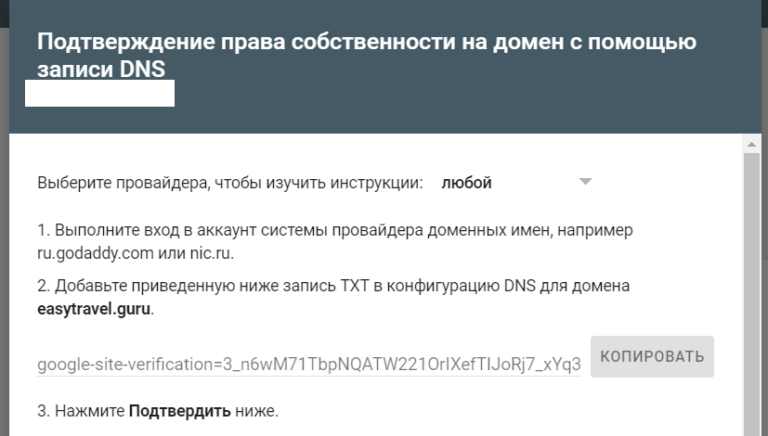 Подтверждение права собственности на домен с помощью
записи DNS
Выберите провайдера, чтобы изучить инструкции: любой
1. Выполните вход в аккаунт системы провайдера доменных имен, например
ru.godaddy.com или nic.ru.
2. Добавьте приведенную ниже запись TXT в конфигурацию DNS для домена
easytravel.guru.
google-site-verification=3_n6wM71TbpNQATW221OrIXefTIJoRj7_xYq3
КОПИРОВАТЬ
3. Нажмите Подтвердить ниже.